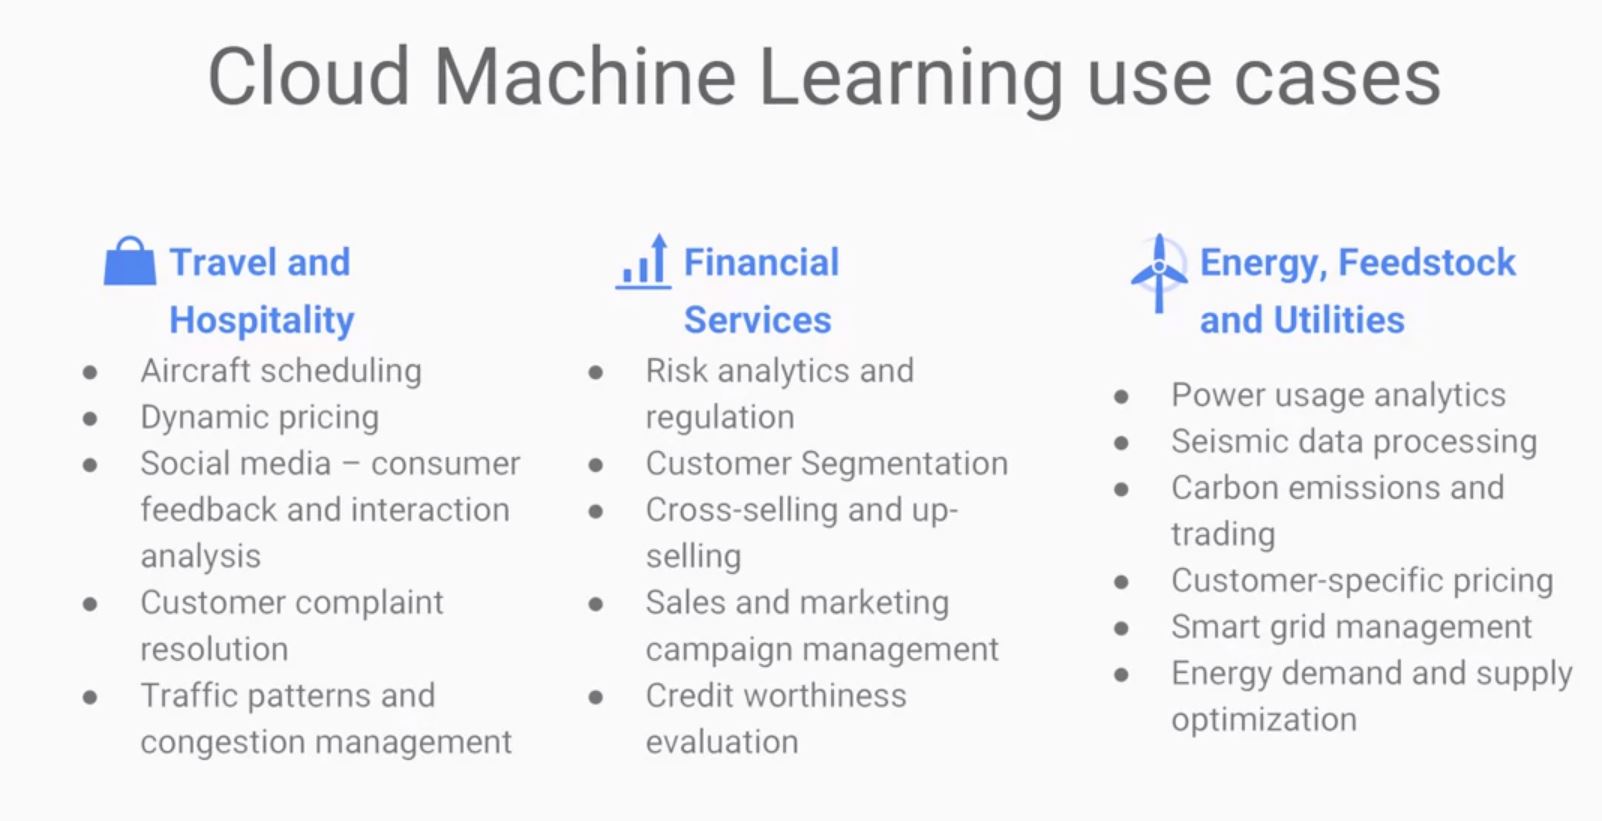 Cloud Machine Learning use cases
Travel and
Hospitality
● Aircraft scheduling
● Dynamic pricing
● Social media – consumer
feedback and interaction
analysis
● Customer complaint
resolution
● Traffic patterns and
congestion management
Financial
Services
● Risk analytics and
regulation
● Customer Segmentation
● Cross-selling and up-
selling
● Sales and marketing
campaign management
● Credit worthiness
evaluation
Energy, Feedstock
and Utilities
● Power usage analytics
● Seismic data processing
● Carbon emissions and
trading
● Customer-specific pricing
● Smart grid management
● Energy demand and supply
optimization